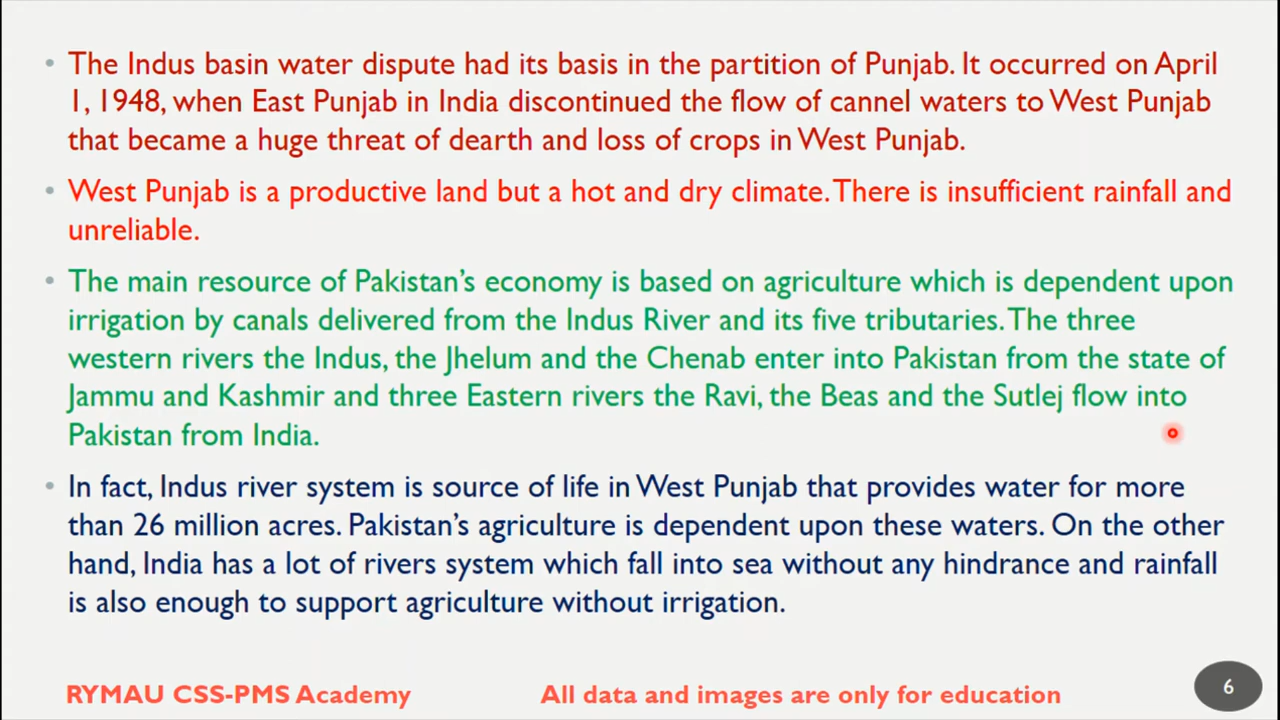 • The Indus basin water dispute had its basis in the partition of Punjab. It occurred on April
1, 1948, when East Punjab in India discontinued the flow of cannel waters to West Punjab
that became a huge threat of dearth and loss of crops in West Punjab.
• West Punjab is a productive land but a hot and dry climate. There is insufficient rainfall and
unreliable.
• The main resource of Pakistan's economy is based on agriculture which is dependent upon
irrigation by canals delivered from the Indus River and its five tributaries. The three
western rivers the Indus, the Jhelum and the Chenab enter into Pakistan from the state of
Jammu and Kashmir and three Eastern rivers the Ravi, the Beas and the Sutlej flow into
Pakistan from India.
• In fact, Indus river system is source of life in West Punjab that provides water for more
than 26 million acres. Pakistan's agriculture is dependent upon these waters. On the other
hand, India has a lot of rivers system which fall into sea without any hindrance and rainfall
is also enough to support agriculture without irrigation.
RYMAU CSS-PMS Academy All data and images are only for education 6